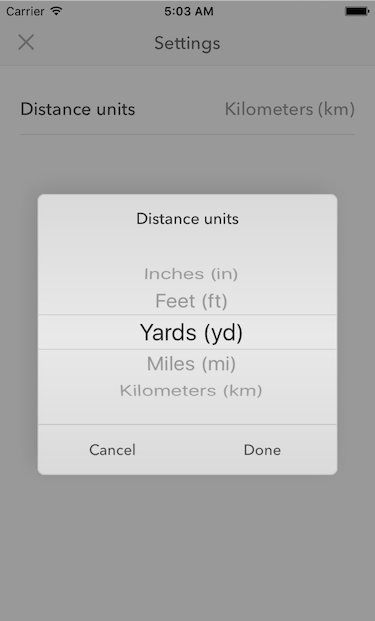 Carrier 5:03 AM
Settings
Distance units Kilometers (km)
Distance units
Inches (in)
Feet (ft)
Yards (yd)
Miles (mi)
Kilometers (km)
Cancel Done